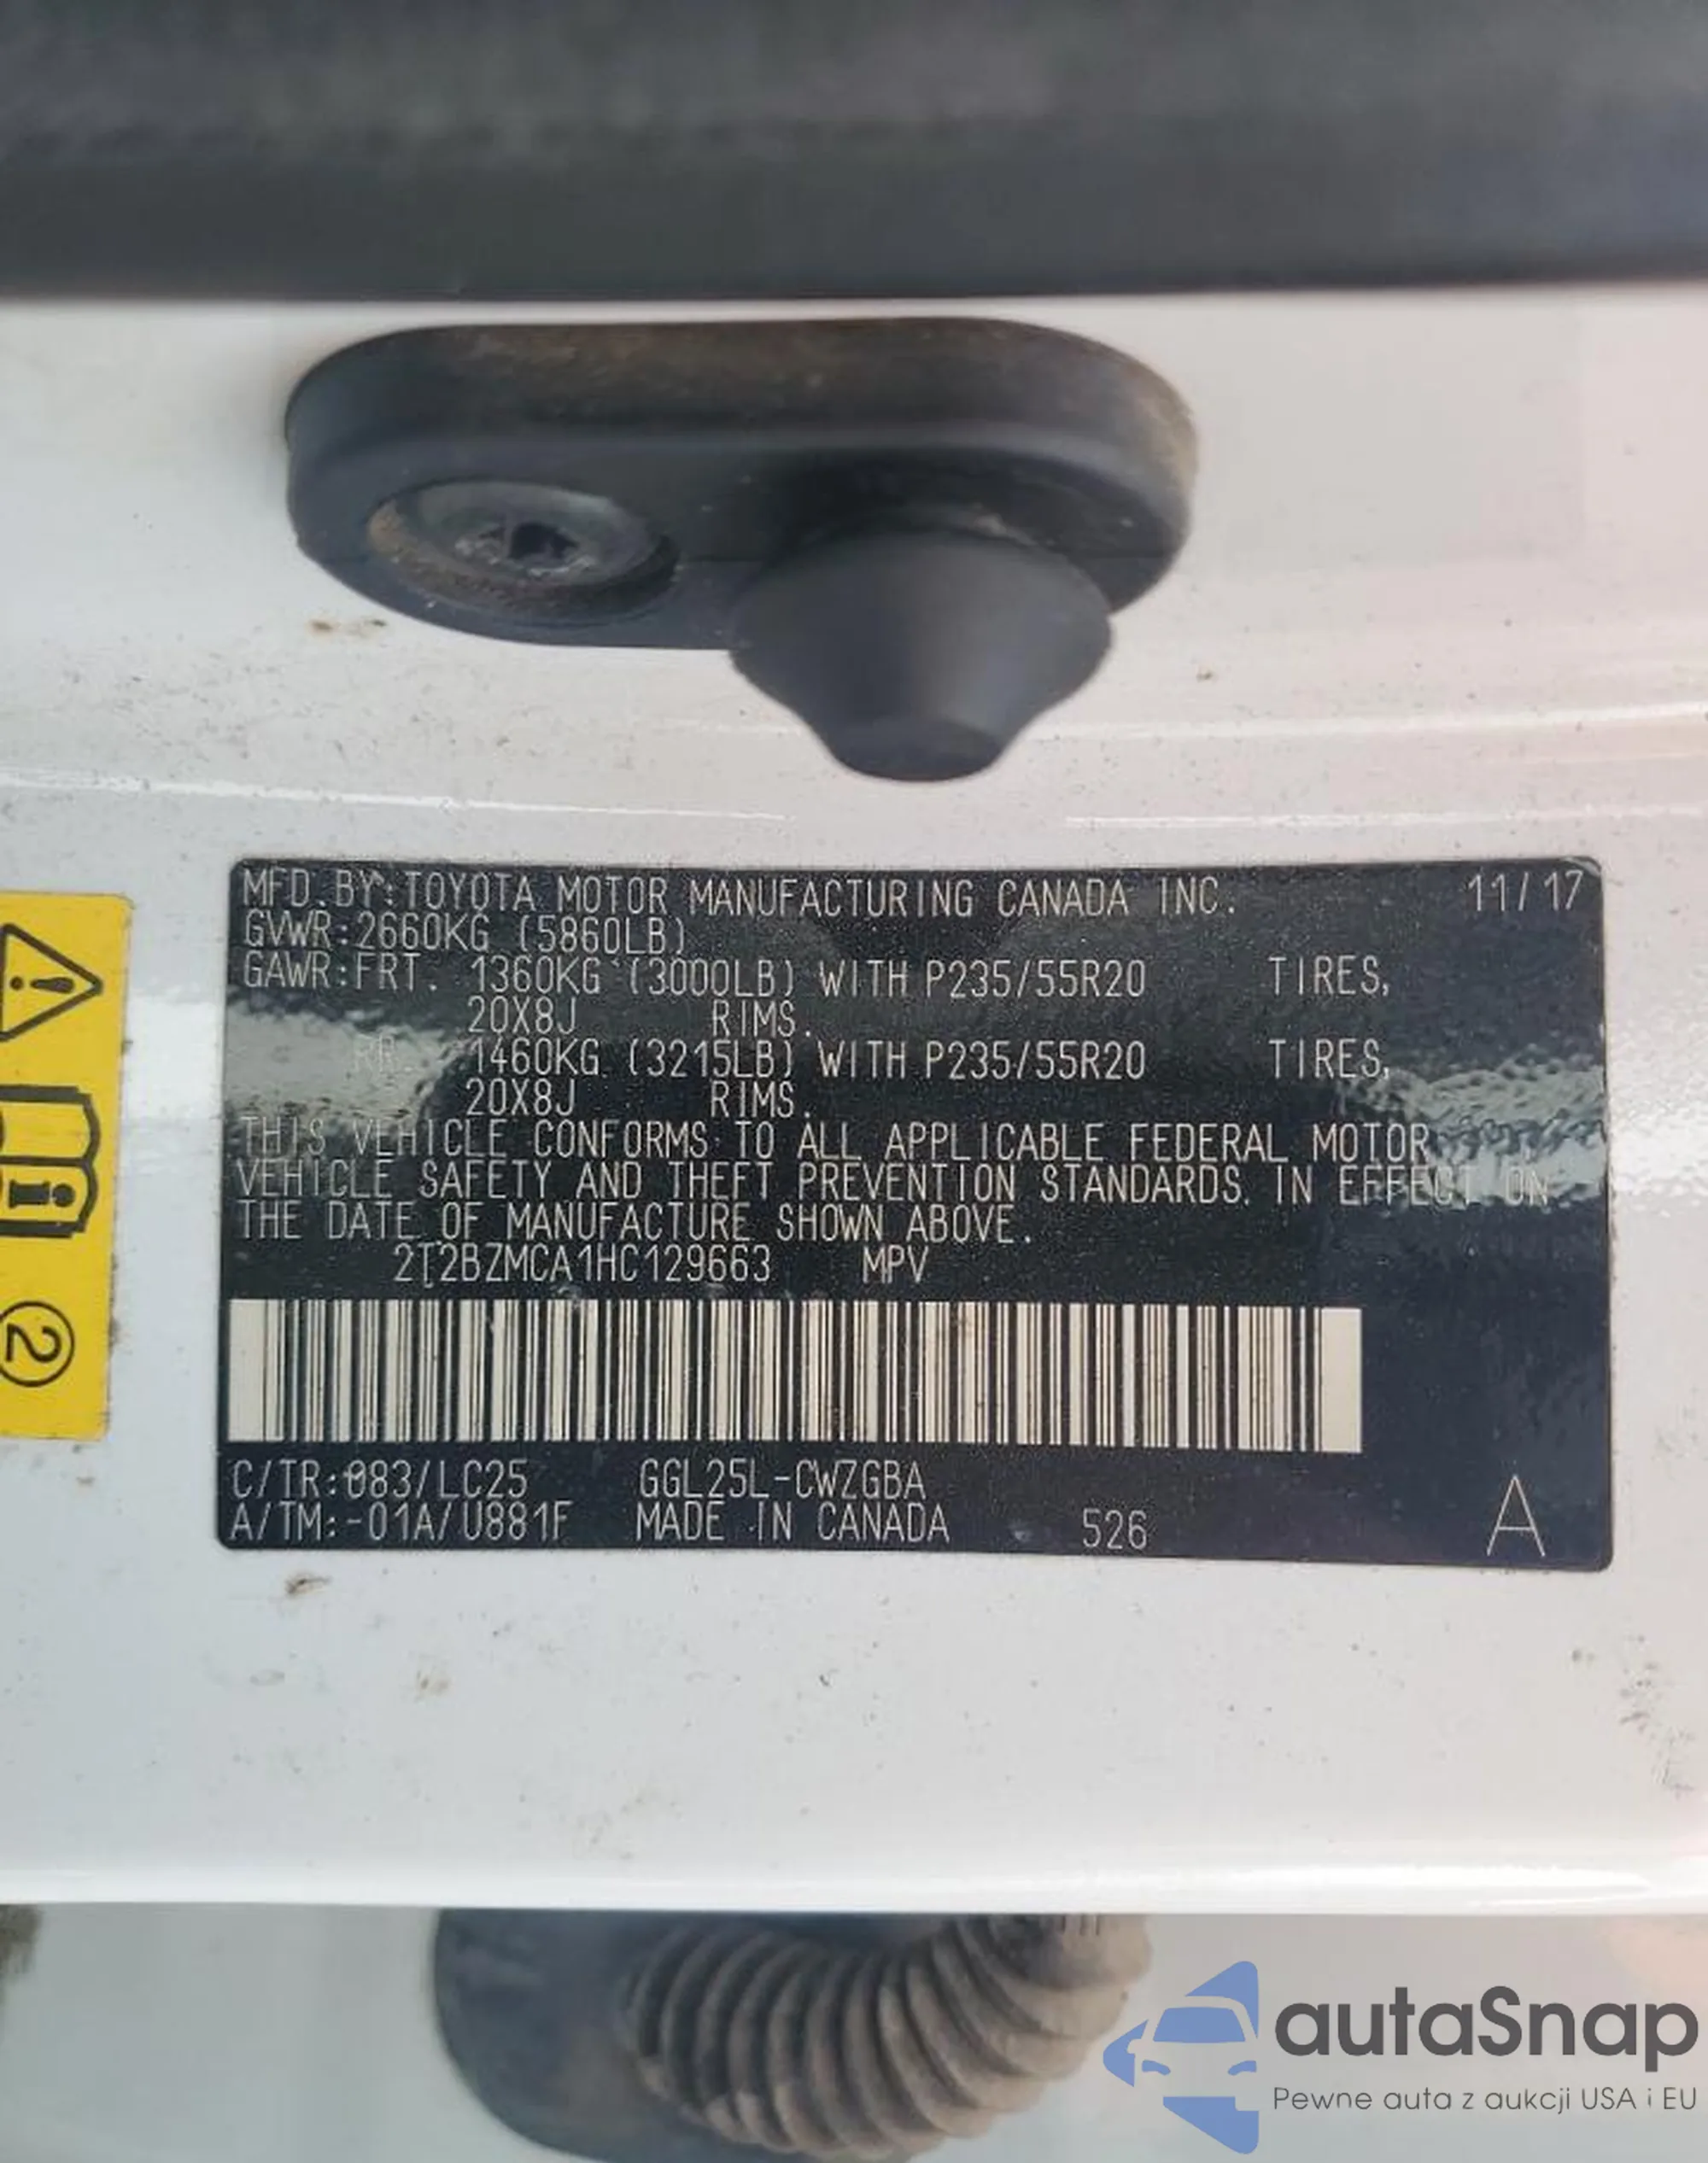 MFD.BY:TOYOTA MOTOR MANUFACTURING CANADA INC. 11/17
GVWR:2660KG (5860LB)
GAWR:FRT. 1360KG (3000LB) WITH P235/55R20 TIRES,
20X8J RIMS.
RR. 1460KG (3215LB) WITH P235/55R20 TIRES,
20X8J RIMS.
THIS VEHICLE CONFORMS TO ALL APPLICABLE FEDERAL MOTOR
VEHICLE SAFETY AND THEFT PREVENTION STANDARDS. IN EFFECT ON
THE DATE OF MANUFACTURE SHOWN ABOVE.
2T2BZMCA1HC129663 MPV
C/TR:083/LC25 GGL25L-CWZGBA
A/TM:-01A/U881F MADE IN CANADA 526 A
2
autaSnap
Pewne auta z aukcji USA i EU